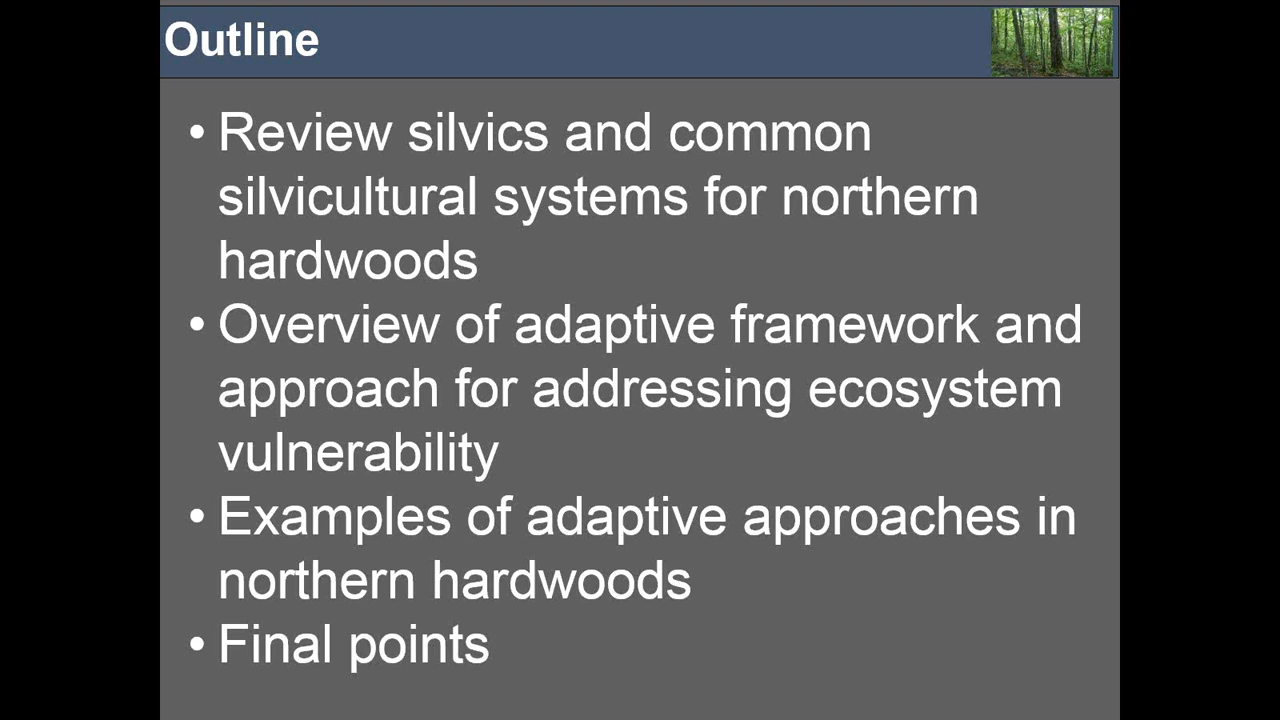 Outline
• Review silvics and common
silvicultural systems for northern
hardwoods
• Overview of adaptive framework and
approach for addressing ecosystem
vulnerability
• Examples of adaptive approaches in
northern hardwoods
• Final points